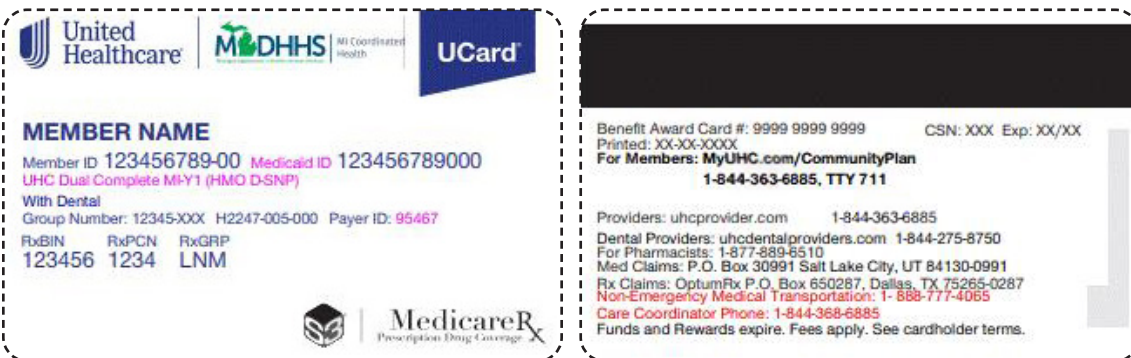 United
Healthcare
MDHHS
MI Coordinated
Health
UCard
MEMBER NAME
Member ID 123456789-00 Medicaid ID 123456789000
UHC Dual Complete MI-Y1 (HMO D-SNP)
With Dental
Group Number: 12345-XXX H2247-005-000 Payer ID: 95467
RxBIN RxPCN RxGRP
123456 1234 LNM
S3
MedicareRx
Prescription Drug Coverage X
Benefit Award Card #: 9999 9999 9999 CSN: XXX Exp: XX/XX
Printed: XX-XX-XXXX
For Members: MyUHC.com/CommunityPlan
1-844-363-6885, TTY 711
Providers: uhcprovider.com 1-844-363-6885
Dental Providers: uhcdentalproviders.com 1-844-275-8750
For Pharmacists: 1-877-889-6510
Med Claims: P.O. Box 30991 Salt Lake City, UT 84130-0991
Rx Claims: OptumRx P.O. Box 650287, Dallas, TX 75265-0287
Non-Emergency Medical Transportation: 1- 888-777-4065
Care Coordinator Phone: 1-844-368-6885
Funds and Rewards expire. Fees apply. See cardholder terms.